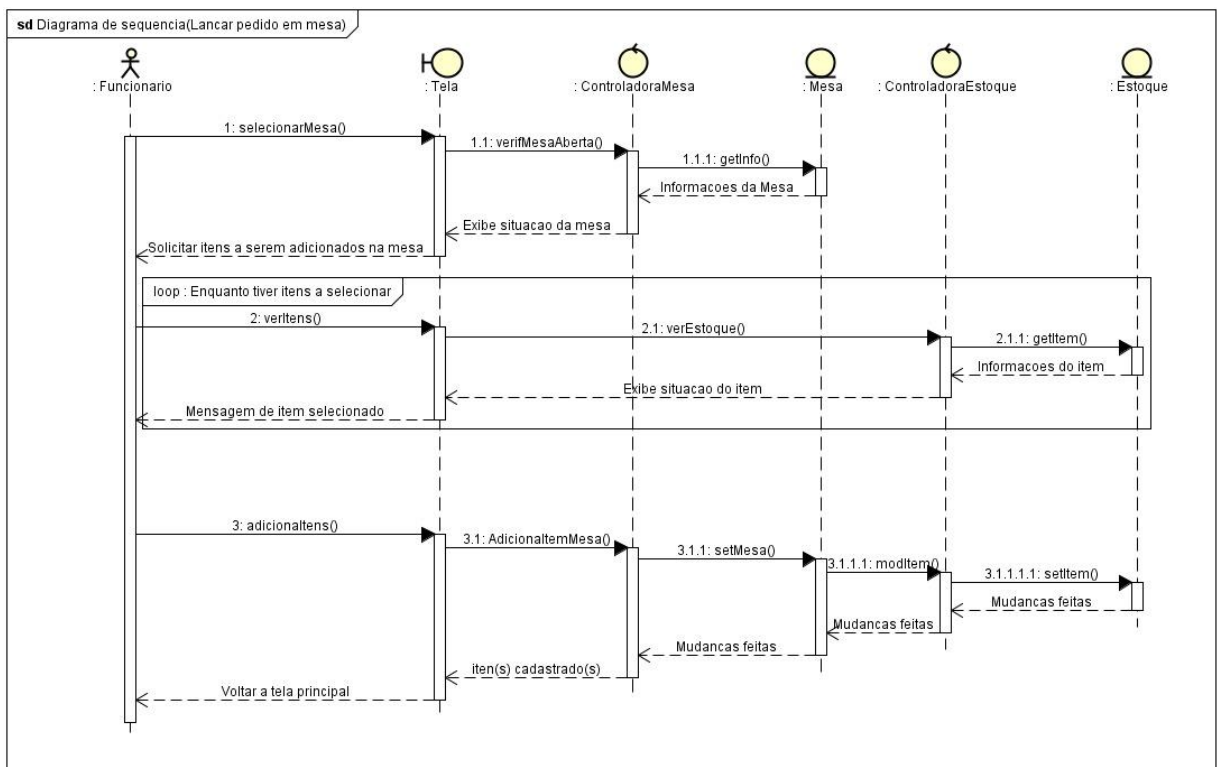 sd Diagrama de sequencia(Lancar pedido em mesa)
: Funcionario
: Tela
: ControladoraMesa
: Mesa
: ControladoraEstoque
: Estoque
1: selecionarMesa()
1.1: verifMesaAberta()
1.1.1: getInfo()
Informacoes da Mesa
Exibe situacao da mesa
Solicitar itens a serem adicionados na mesa
loop : Enquanto tiver itens a selecionar
2: verItens()
2.1: verEstoque()
2.1.1: getItem()
Informacoes do item
Exibe situacao do item
Mensagem de item selecionado
3: adicionaItens()
3.1: AdicionaItemMesa()
3.1.1: setMesa()
3.1.1.1: modItem()
3.1.1.1.1: setItem()
Mudancas feitas
Mudancas feitas
Mudancas feitas
iten(s) cadastrado(s)
Voltar a tela principal